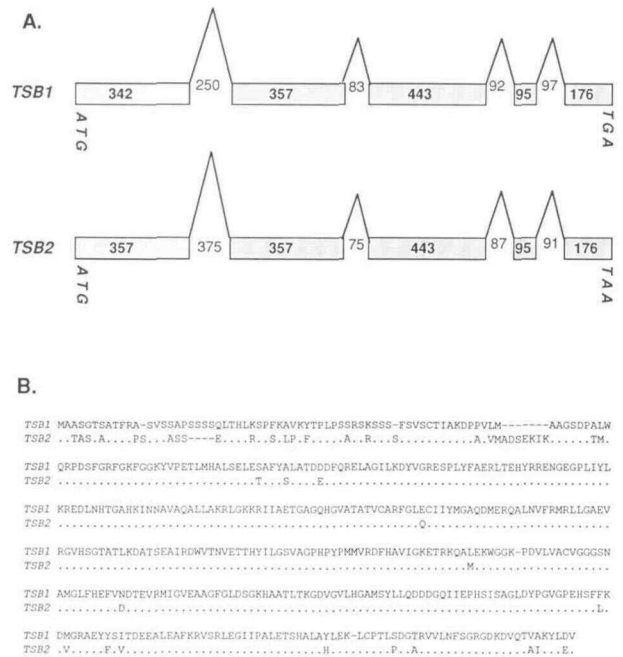 A.
TSB1
342
250
357
83
443
92
95
97
176
ATG
TGA
TSB2
357
375
357
75
443
87
95
91
176
ATG
TAA
B.
TSB1 MAASGTSATFRA-SVSSAPSSSSQLTHLKSPFKAVKYTPLPSSRSKSSS-FSVSCTIAKDPPVLM-------AAGSDPALW
TSB2 ..TAS.A....PS...ASS----E....R..S.LP.F.....A..R...S...........A.VMADSEKIK......TM.
TSB1 QRPDSFGRFGKFGGKYVPETLMHALSELESAFYALATDDDFQRELAGILKDYVGRESPLYFAERLTEHYRRENGEGPLIYL
TSB2 ..............................T....S.....E.........................................
TSB1 KREDLNHTGAHKINNAVAQALLAKRLGKKRIIAETGAGQHGVATATVCARFGLECIIYMGAQDMERQALNVFRMRLLGAEV
TSB2 .....................................................Q...........................
TSB1 RGVHSGTATLKDATSEAIRDWVTNVETTHYILGSVAGPHPYPMMVRDFHAVIGKETRKQALEKWGGK-PDVLVACVGGGSN
TSB2 ............................................................M....................
TSB1 AMGLFHEFVNDTEVRMIGVEAAGFGLDSGKHAATLTKGDVGVLHGAMSYLLQDDDGQIIEPHSISAGLDYPGVGPEHSFFK
TSB2 .........D....................................................................L.
TSB1 DMGRAEYYSITDEEALEAFKRVSRLEGIIPALETSHALAYLEK-LCPTLSDGTRVVLNFSGRGDKDVQTVAKYLDV
TSB2 .V.....F.V...............................H.........P..A.................AI....E.